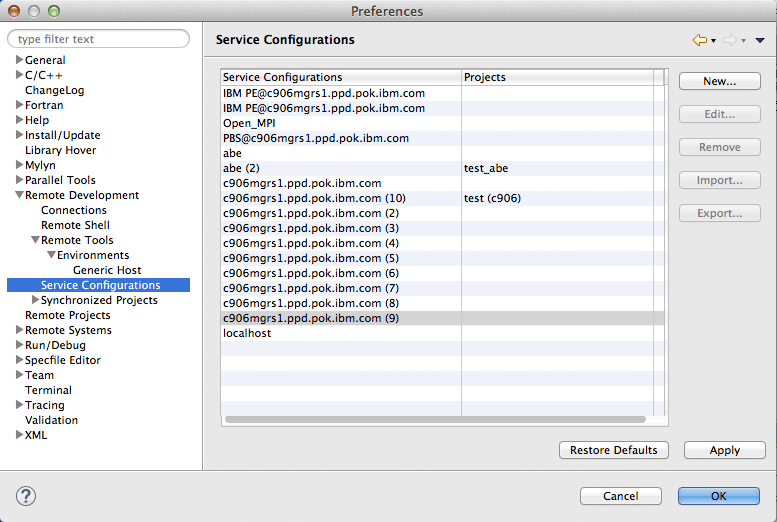 Preferences
type filter text
General
C/C++
ChangeLog
Fortran
Help
Install/Update
Library Hover
Mylyn
Parallel Tools
Remote Development
Connections
Remote Shell
Remote Tools
Environments
Generic Host
Service Configurations
Synchronized Projects
Remote Projects
Remote Systems
Run/Debug
Specfile Editor
Team
Terminal
Tracing
Validation
XML
Service Configurations
Service Configurations Projects
IBM PE@c906mgrs1.ppd.pok.ibm.com
IBM PE@c906mgrs1.ppd.pok.ibm.com
Open_MPI
PBS@c906mgrs1.ppd.pok.ibm.com
abe
abe (2) test_abe
c906mgrs1.ppd.pok.ibm.com
c906mgrs1.ppd.pok.ibm.com (10) test (c906)
c906mgrs1.ppd.pok.ibm.com (2)
c906mgrs1.ppd.pok.ibm.com (3)
c906mgrs1.ppd.pok.ibm.com (4)
c906mgrs1.ppd.pok.ibm.com (5)
c906mgrs1.ppd.pok.ibm.com (6)
c906mgrs1.ppd.pok.ibm.com (7)
c906mgrs1.ppd.pok.ibm.com (8)
c906mgrs1.ppd.pok.ibm.com (9)
localhost
New...
Edit...
Remove
Import...
Export...
Restore Defaults Apply
? Cancel OK